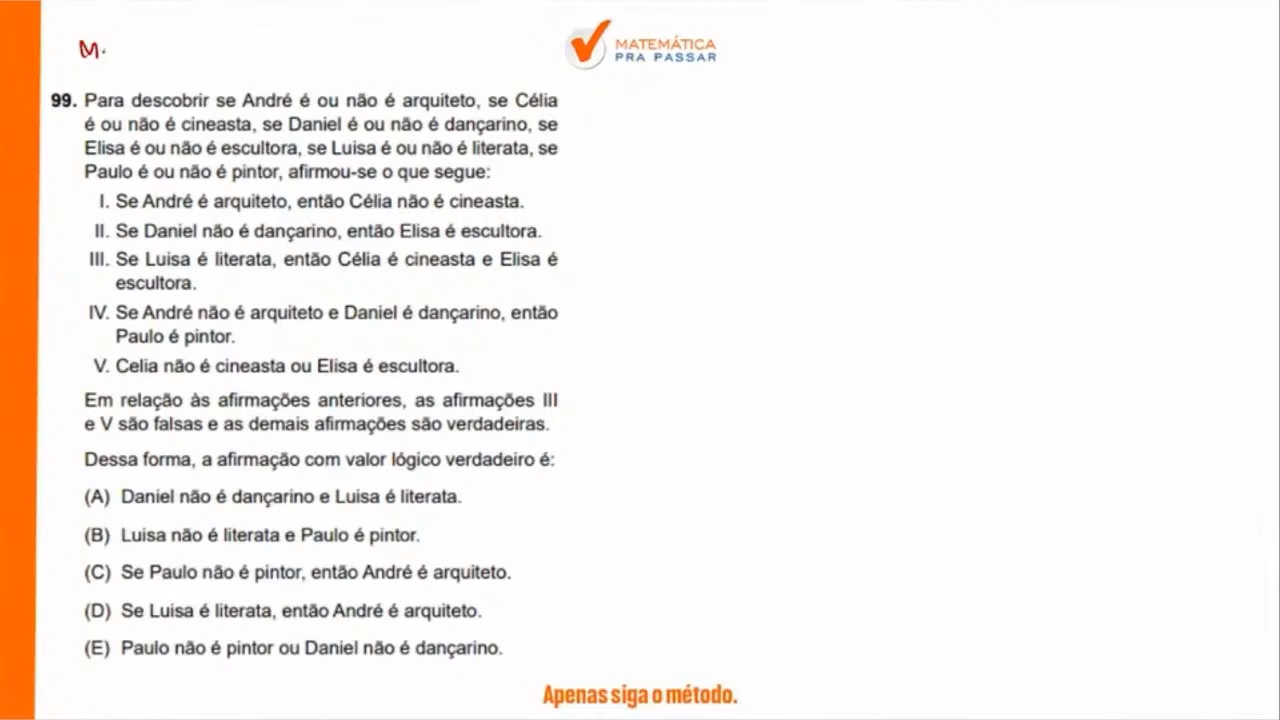 M.
MATEMÁTICA
PRA PASSAR
99. Para descobrir se André é ou não é arquiteto, se Célia
é ou não é cineasta, se Daniel é ou não é dançarino, se
Elisa é ou não é escultora, se Luisa é ou não é literata, se
Paulo é ou não é pintor, afirmou-se o que segue:
I. Se André é arquiteto, então Célia não é cineasta.
II. Se Daniel não é dançarino, então Elisa é escultora.
III. Se Luisa é literata, então Célia é cineasta e Elisa é
escultora.
IV. Se André não é arquiteto e Daniel é dançarino, então
Paulo é pintor.
V. Celia não é cineasta ou Elisa é escultora.
Em relação às afirmações anteriores, as afirmações III
e V são falsas e as demais afirmações são verdadeiras.
Dessa forma, a afirmação com valor lógico verdadeiro é:
(A) Daniel não é dançarino e Luisa é literata.
(B) Luisa não é literata e Paulo é pintor.
(C) Se Paulo não é pintor, então André é arquiteto.
(D) Se Luisa é literata, então André é arquiteto.
(E) Paulo não é pintor ou Daniel não é dançarino.
Apenas siga o método.